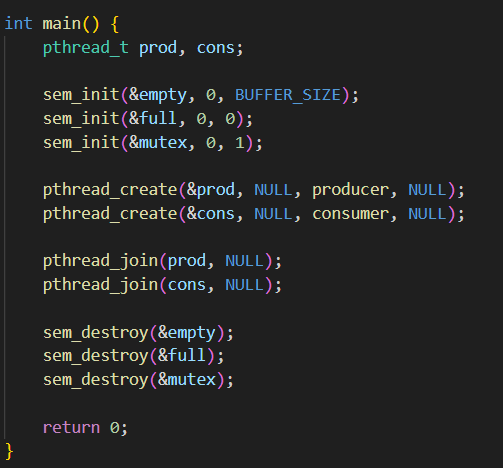 int main() {
    pthread_t prod, cons;

    sem_init(&empty, 0, BUFFER_SIZE);
    sem_init(&full, 0, 0);
    sem_init(&mutex, 0, 1);

    pthread_create(&prod, NULL, producer, NULL);
    pthread_create(&cons, NULL, consumer, NULL);

    pthread_join(prod, NULL);
    pthread_join(cons, NULL);

    sem_destroy(&empty);
    sem_destroy(&full);
    sem_destroy(&mutex);

    return 0;
}